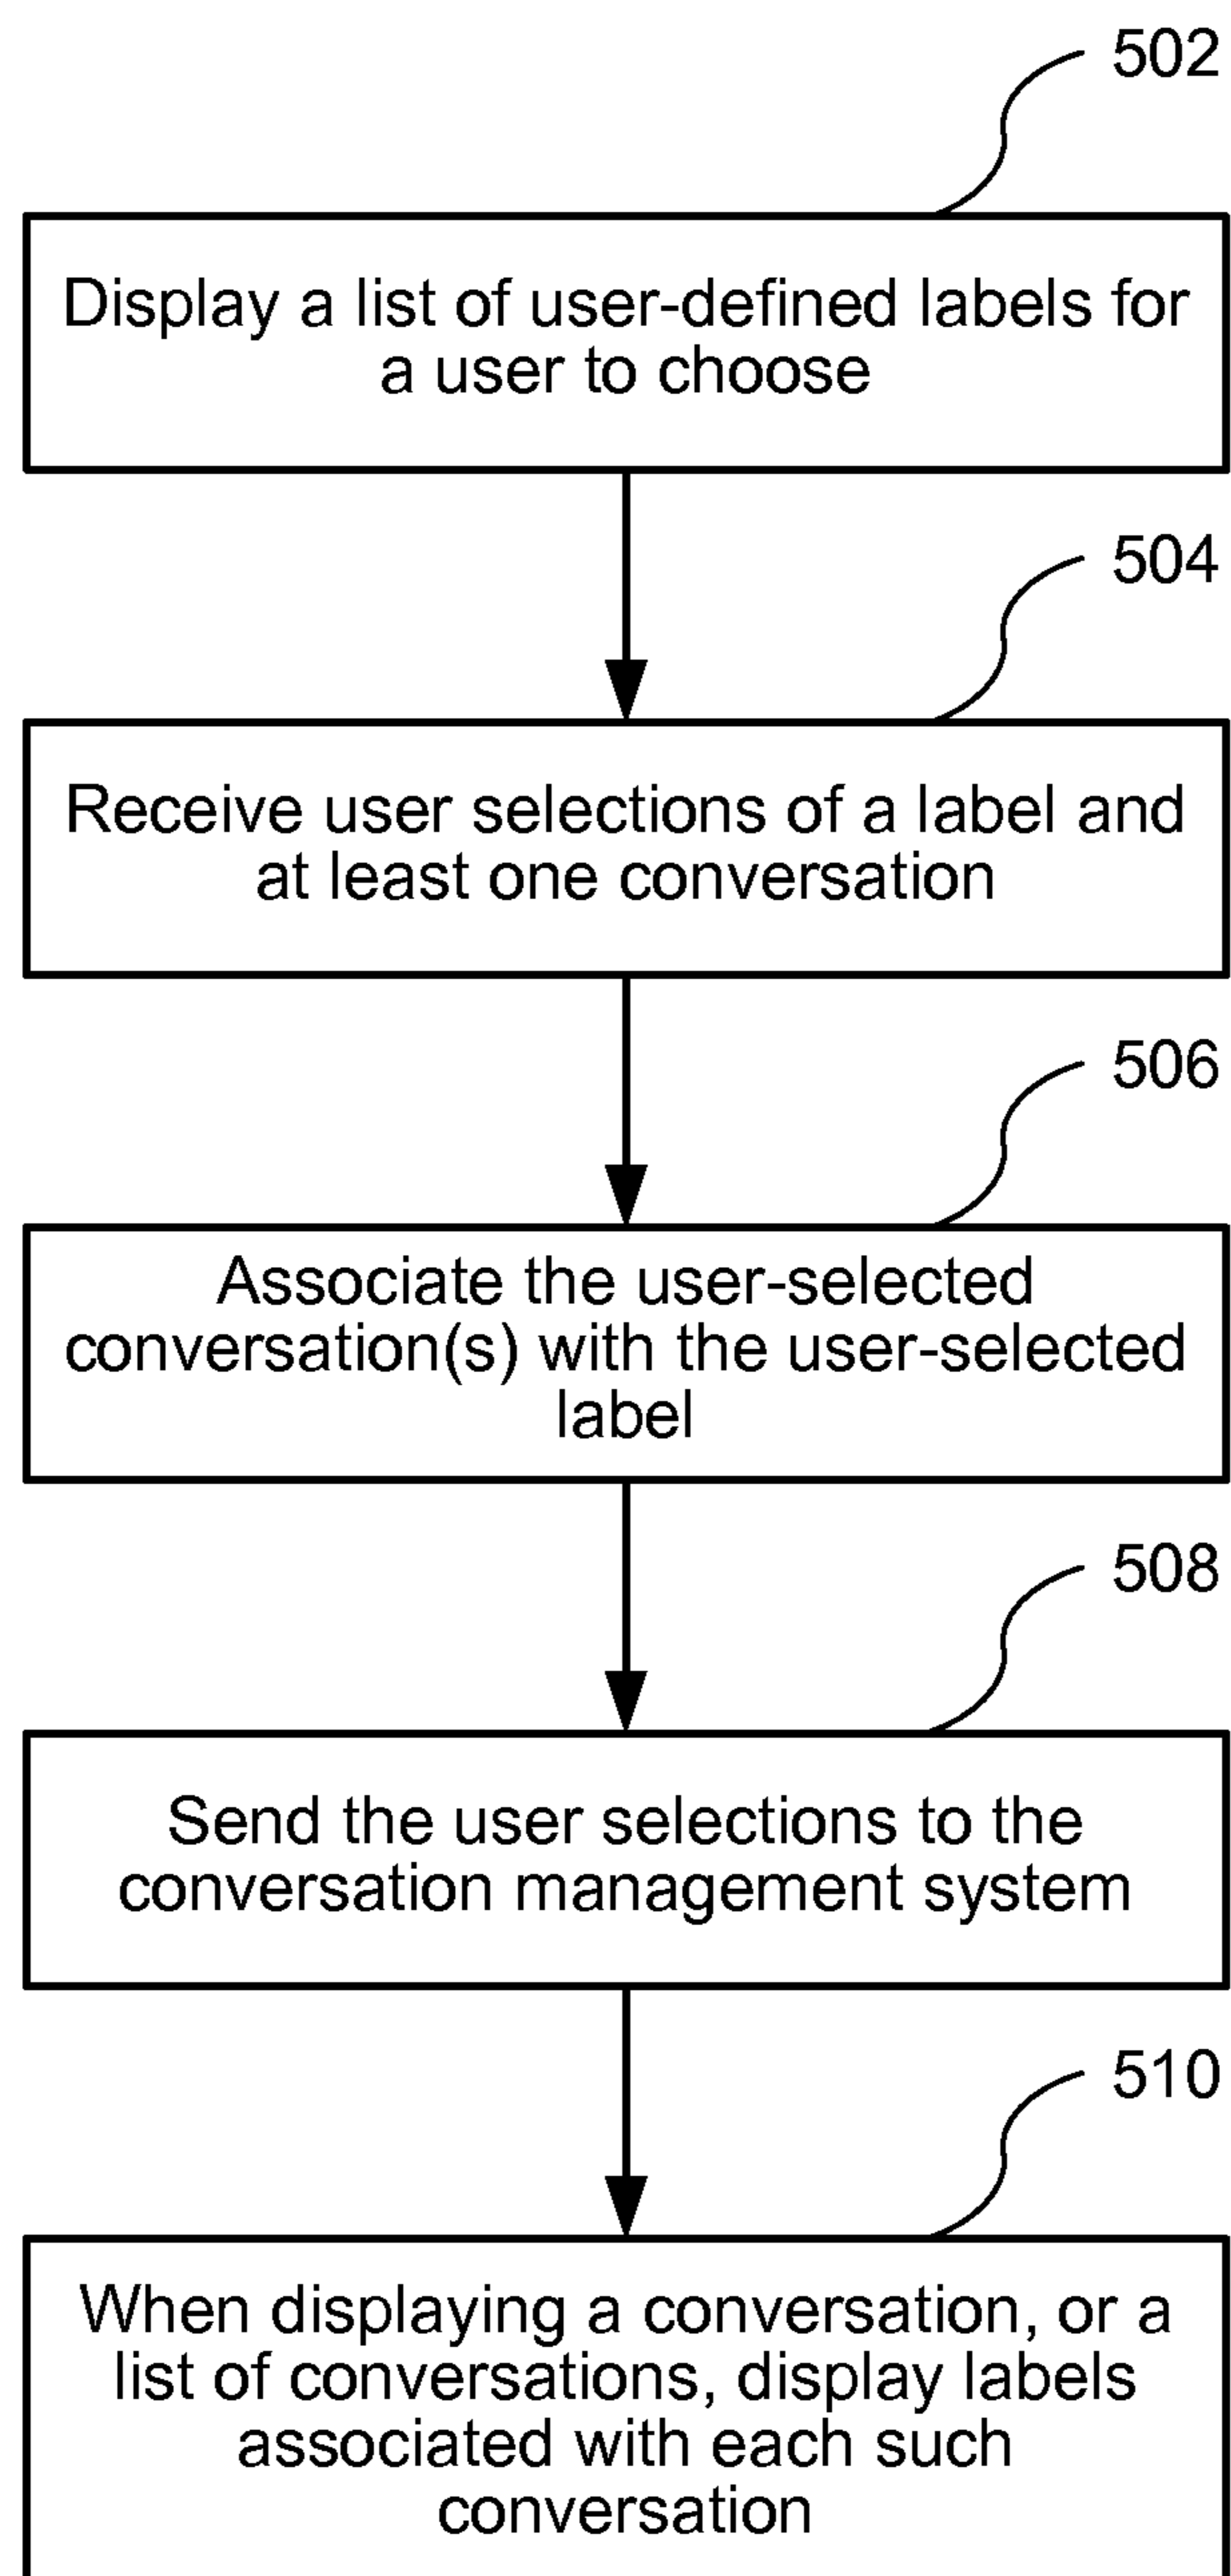 502
Display a list of user-defined labels for
a user to choose
504
Receive user selections of a label and
at least one conversation
506
Associate the user-selected
conversation(s) with the user-selected
label
508
Send the user selections to the
conversation management system
510
When displaying a conversation, or a
list of conversations, display labels
associated with each such
conversation